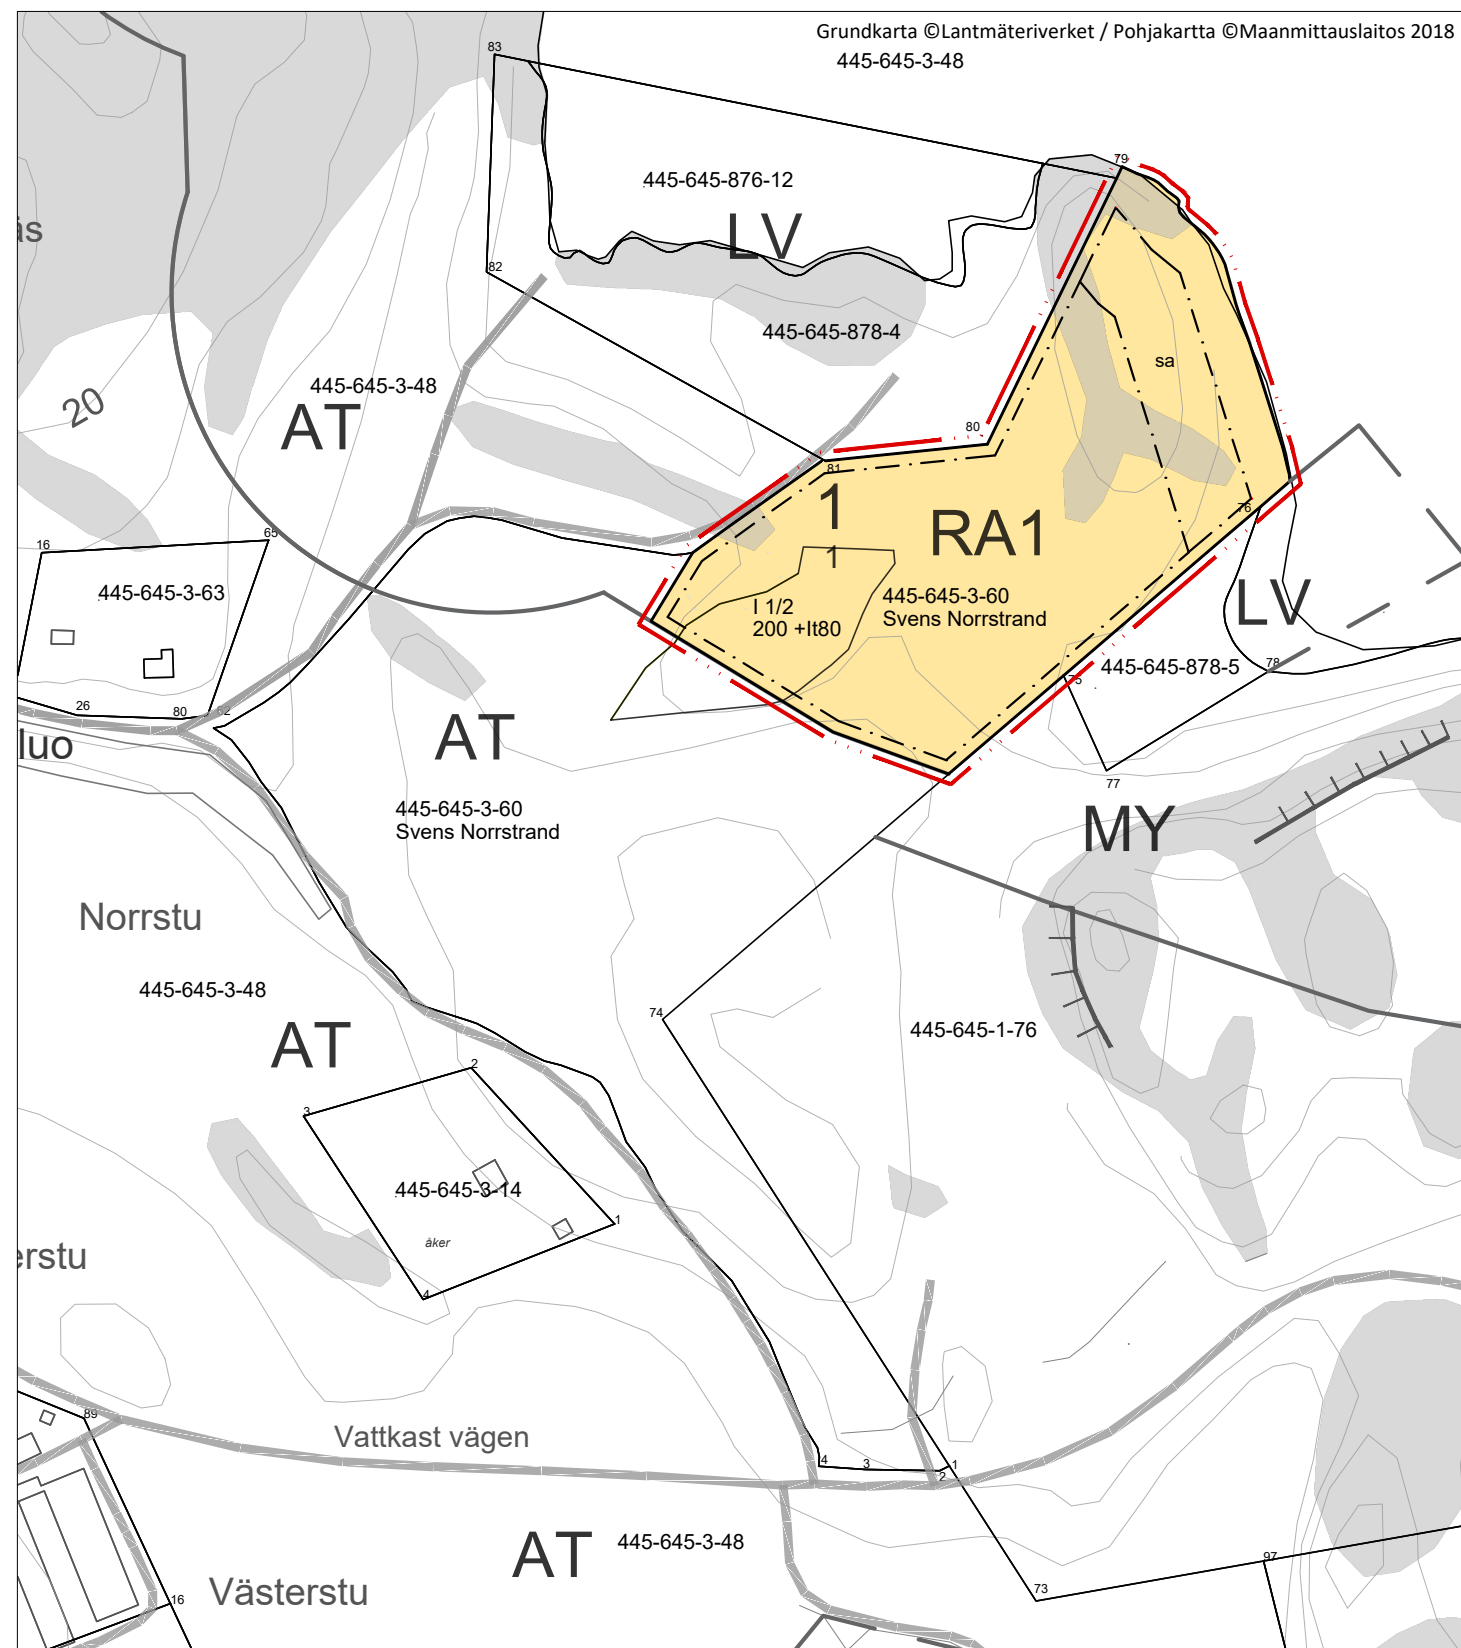 Grundkarta ©Lantmäteriverket / Pohjakartta ©Maanmittauslaitos 2018
445-645-3-48
83
79
445-645-876-12
LV
82
445-645-878-4
sa
445-645-3-48
20
AT
80
81
1
1
RA1
76
65
16
445-645-3-63
445-645-3-60
Svens Norrstrand
I 1/2
200 +lt80
LV
445-645-878-5
78
75
26
80
62
luo
AT
77
445-645-3-60
Svens Norrstrand
MY
Norrstu
445-645-3-48
74
445-645-1-76
AT
2
3
445-645-3-14
1
åker
erstu
4
89
Vattkast vägen
4
3
1
2
AT
445-645-3-48
97
73
Västerstu
16